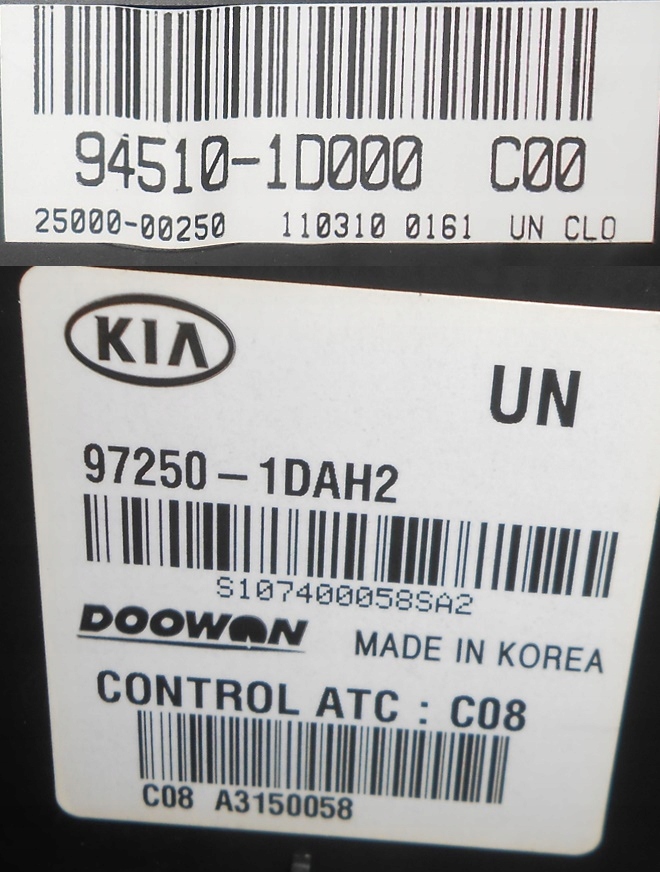 94510-1D000 C00
25000-00250 110310 0161 UN CLO
KIA
UN
97250-1DAH2
S107400058SA2
DOOWON MADE IN KOREA
CONTROL ATC : C08
C08 A3150058